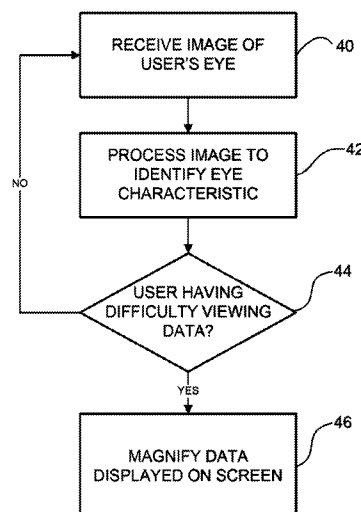 RECEIVE IMAGE OF
USER'S EYE
40
PROCESS IMAGE TO
IDENTIFY EYE
CHARACTERISTIC
42
NO
USER HAVING
DIFFICULTY VIEWING
DATA?
44
YES
MAGNIFY DATA
DISPLAYED ON SCREEN
46